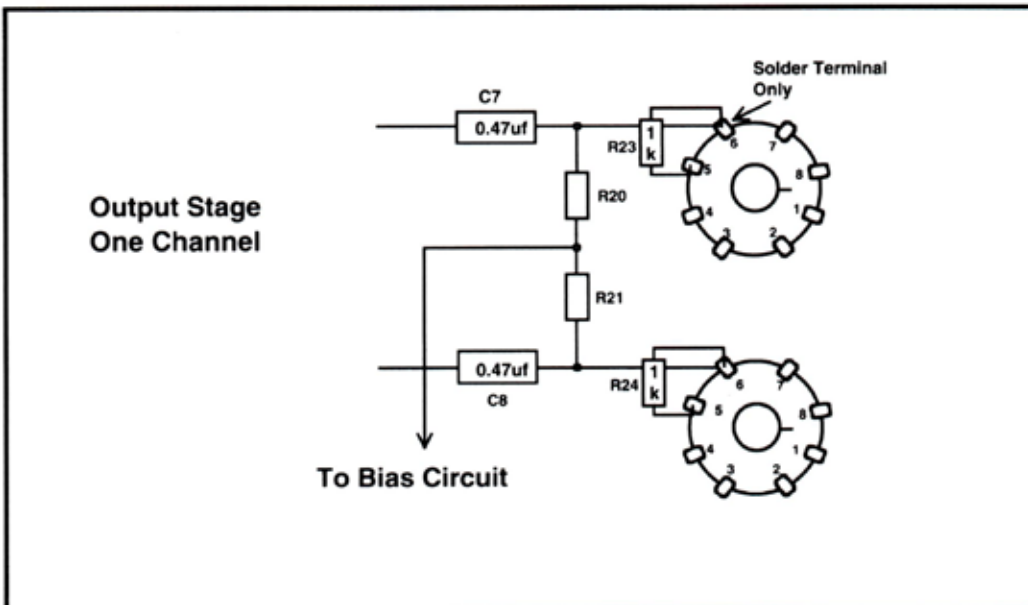 Solder Terminal
Only
C7
0.47uf
R23
1
k
6
7
5
8
4
1
3
2
R20
Output Stage
One Channel
R21
0.47uf
C8
R24
1
k
6
7
5
8
4
1
3
2
To Bias Circuit